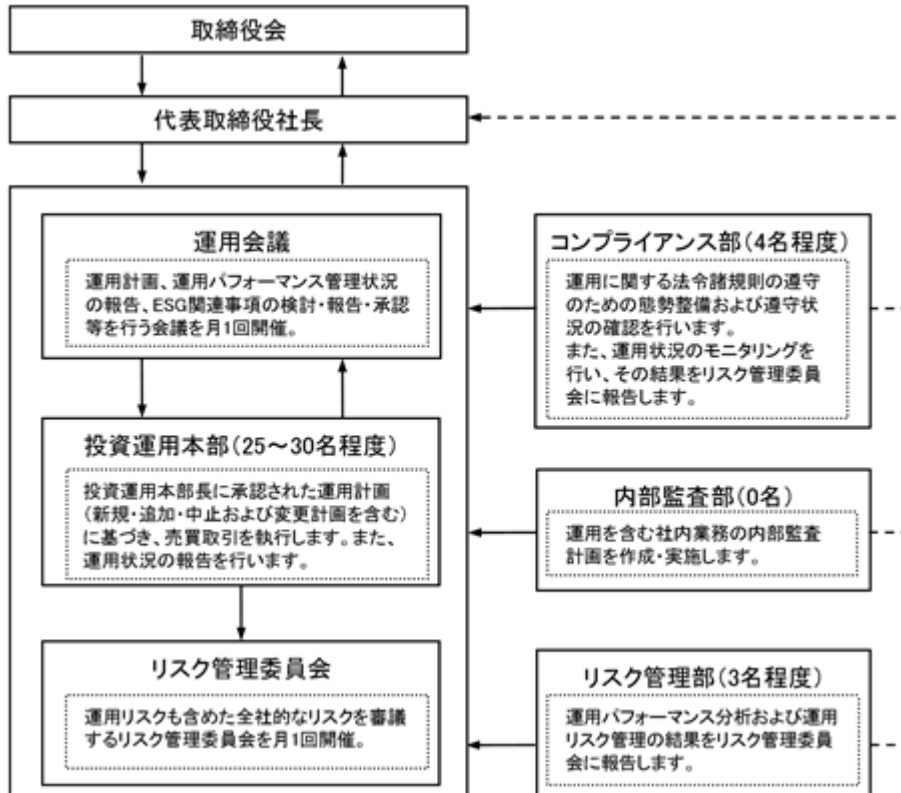 取締役会
代表取締役社長
運用会議
運用計画、運用パフォーマンス管理状況
の報告、ESG関連事項の検討・報告・承認
等を行う会議を月1回開催。
投資運用本部(25～30名程度)
投資運用本部長に承認された運用計画
(新規・追加・中止および変更計画を含む)
に基づき、売買取引を執行します。また、
運用状況の報告を行います。
リスク管理委員会
運用リスクも含めた全社的なリスクを審議
するリスク管理委員会を月1回開催。
コンプライアンス部(4名程度)
運用に関する法令諸規則の遵守
のための態勢整備および遵守状
況の確認を行います。
また、運用状況のモニタリングを
行い、その結果をリスク管理委員
会に報告します。
内部監査部(0名)
運用を含む社内業務の内部監査
計画を作成・実施します。
リスク管理部(3名程度)
運用パフォーマンス分析および運用
リスク管理の結果をリスク管理委員
会に報告します。